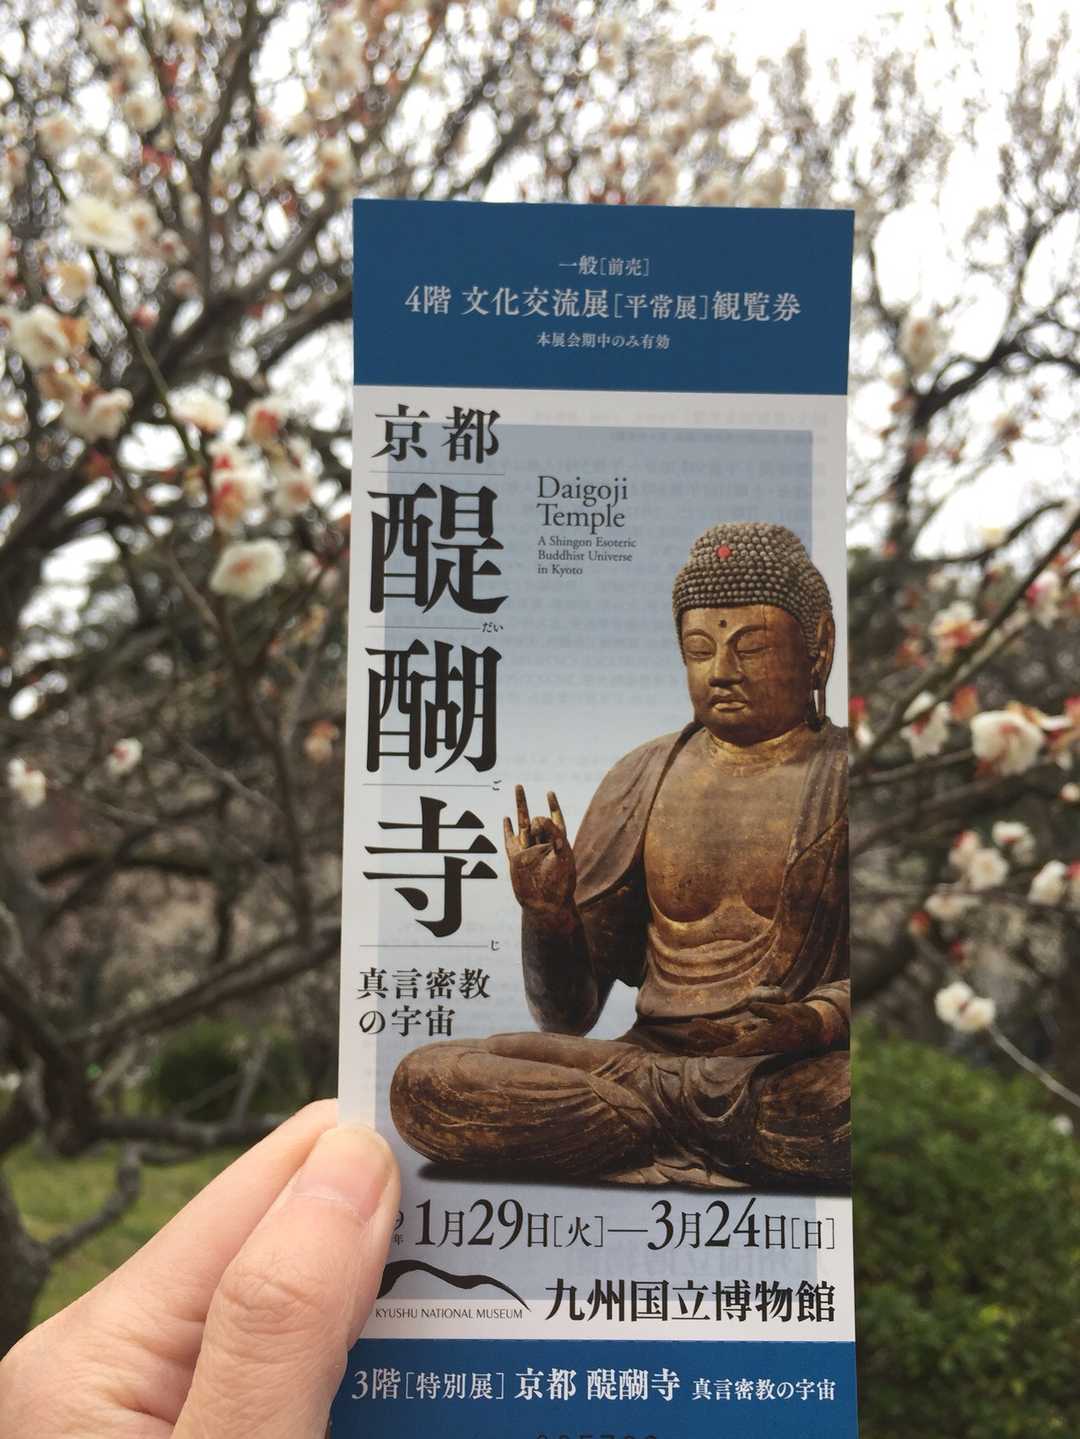 一般[前売]
4階 文化交流展[平常展]観覧券
本展会期中のみ有効
京都
醍醐寺
だい
ご
じ
真言密教
の宇宙
Daigoji
Temple
A Shingon Esoteric
Buddhist Universe
in Kyoto
9年 1月29日[火]—3月24日[日]
KYUSHU NATIONAL MUSEUM
九州国立博物館
3階[特別展] 京都 醍醐寺 真言密教の宇宙